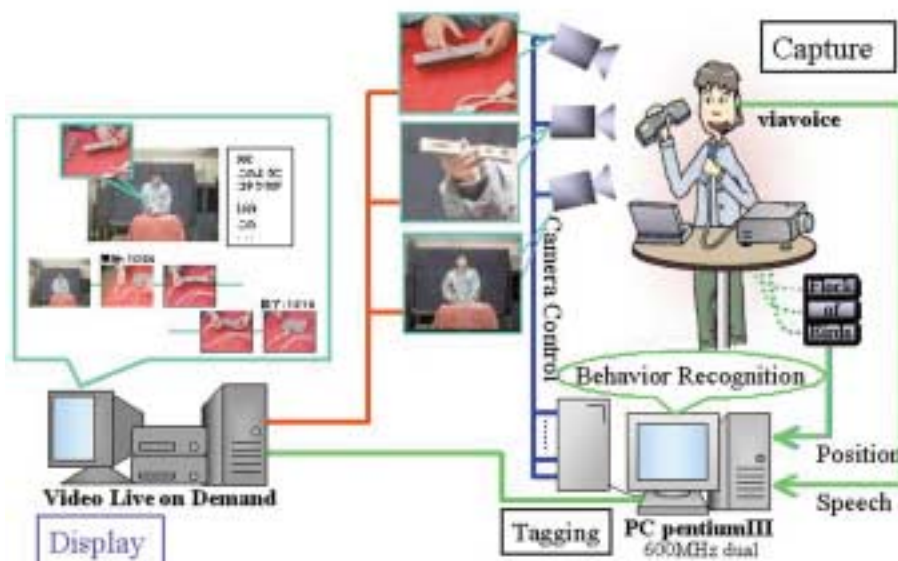 Capture
viavoice
Camera Control
Flock
of
Birds
Behavior Recognition
Position
Speech
Video Live on Demand
Tagging
PC pentiumIII
600MHz dual
Display